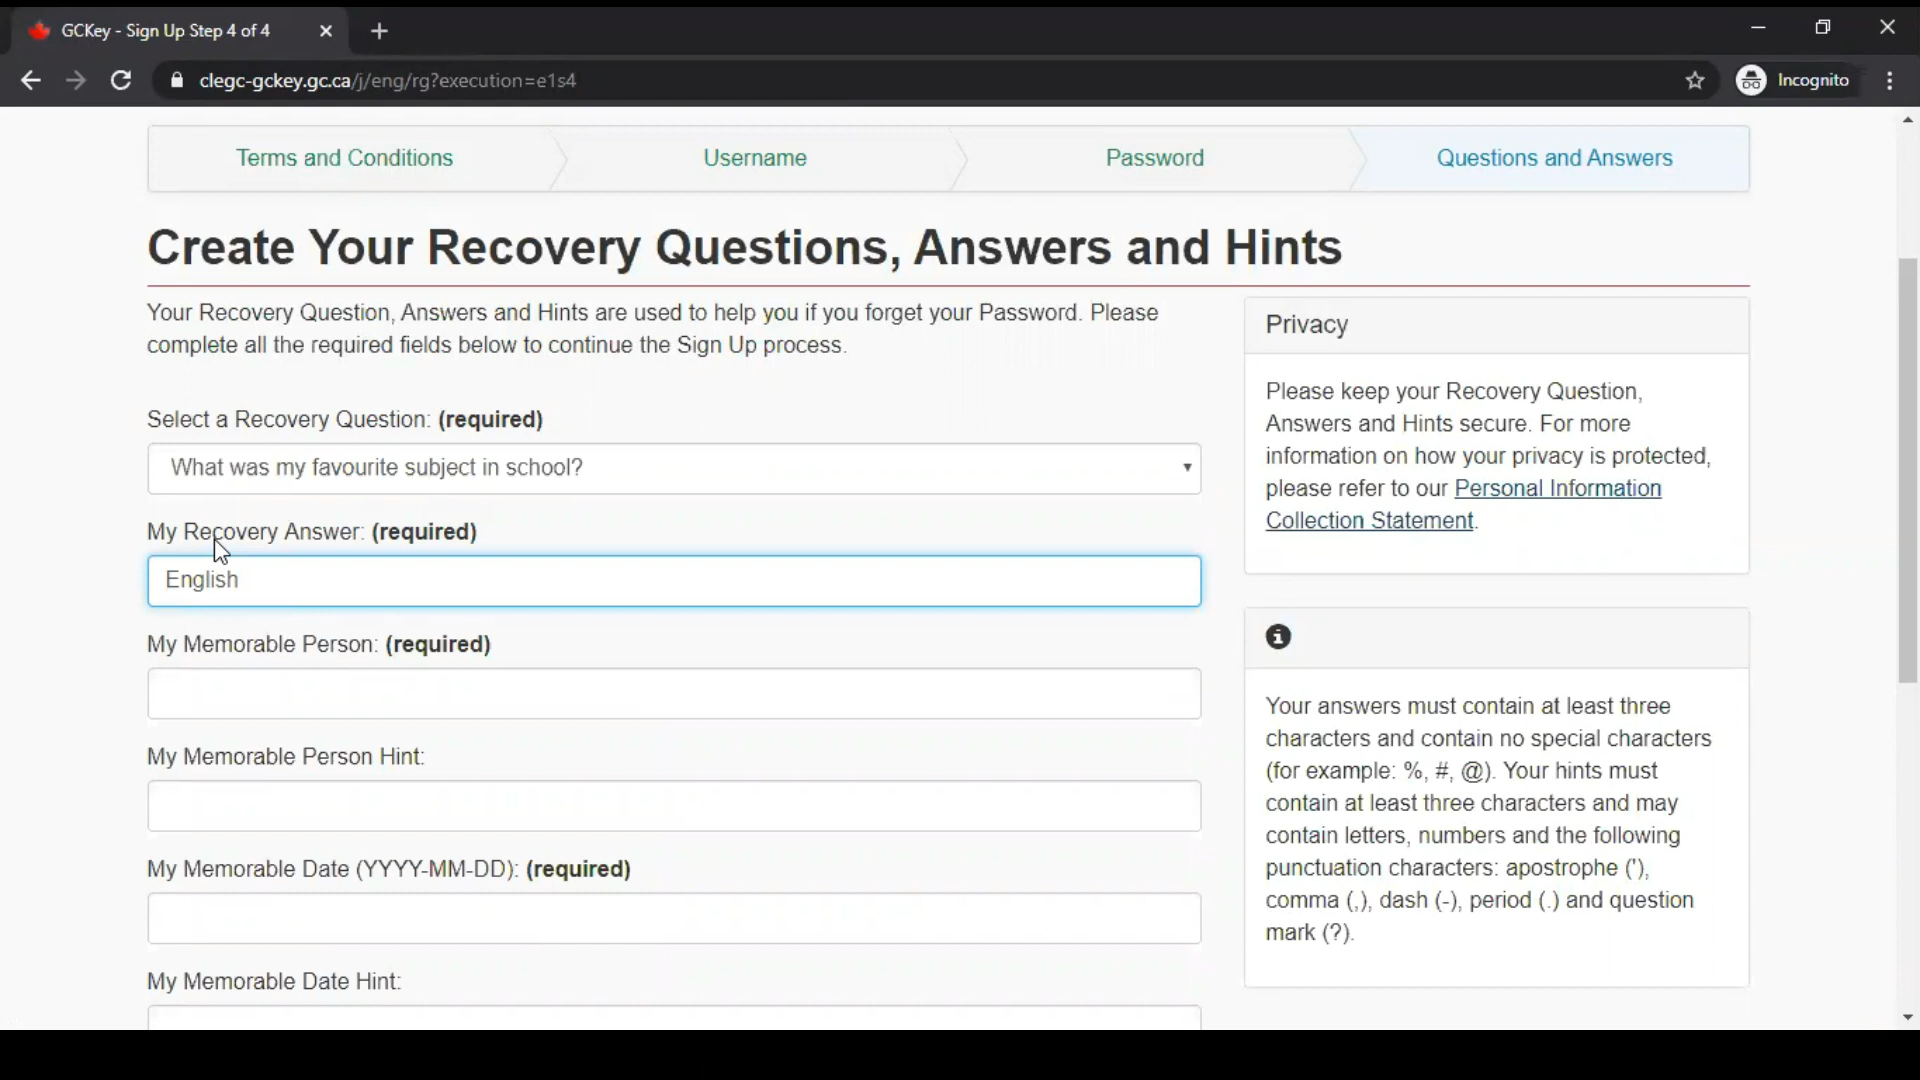 GCKey - Sign Up Step 4 of 4
clegc-gckey.gc.ca/j/eng/rg?execution=e1s4
Incognito
Terms and Conditions
Username
Password
Questions and Answers
Create Your Recovery Questions, Answers and Hints
Your Recovery Question, Answers and Hints are used to help you if you forget your Password. Please
complete all the required fields below to continue the Sign Up process.
Select a Recovery Question: (required)
What was my favourite subject in school?
My Recovery Answer: (required)
English
My Memorable Person: (required)
My Memorable Person Hint:
My Memorable Date (YYYY-MM-DD): (required)
My Memorable Date Hint:
Privacy
Please keep your Recovery Question,
Answers and Hints secure. For more
information on how your privacy is protected,
please refer to our Personal Information
Collection Statement.
Your answers must contain at least three
characters and contain no special characters
(for example: %, #, @). Your hints must
contain at least three characters and may
contain letters, numbers and the following
punctuation characters: apostrophe ('),
comma (,), dash (-), period (.) and question
mark (?).